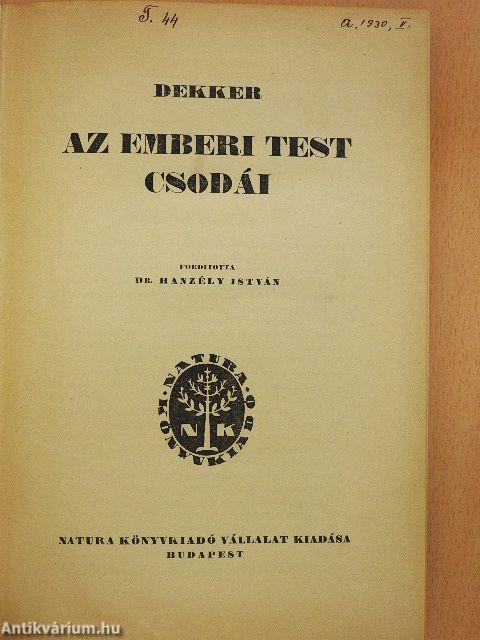 T. 44
a. 1930, V.
DEKKER
AZ EMBERI TEST
CSODÁI
FORDITOTTA
DR. HANZÉLY ISTVÁN
NATURA
KÖNYVKIADÓ
N K
NATURA KÖNYVKIADÓ VÁLLALAT KIADÁSA
BUDAPEST
Antikvárium.hu